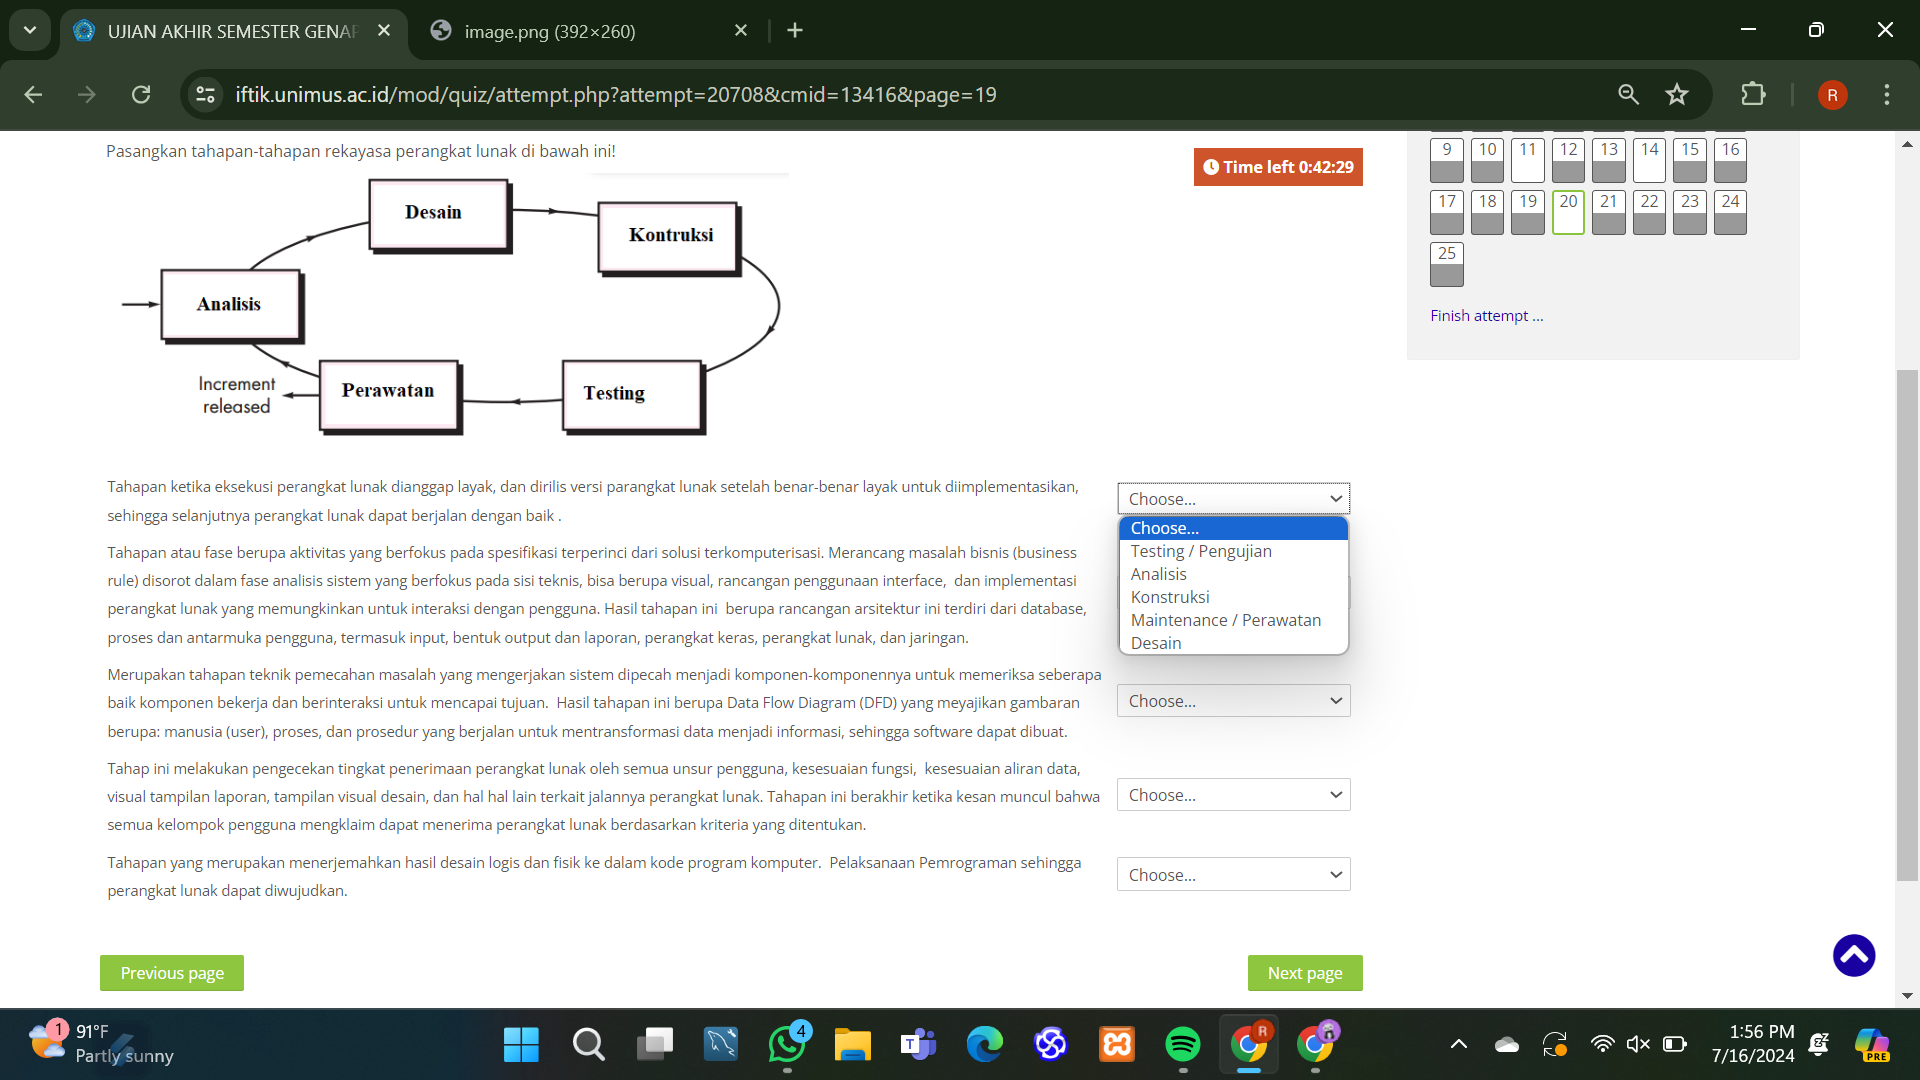 UJIAN AKHIR SEMESTER GENAP
image.png (392×260)
iftik.unimus.ac.id/mod/quiz/attempt.php?attempt=20708&cmid=13416&page=19
R
Pasangkan tahapan-tahapan rekayasa perangkat lunak di bawah ini!
Time left 0:42:29
9 10 11 12 13 14 15 16
17 18 19 20 21 22 23 24
25
Finish attempt ...
Desain
Kontruksi
Analisis
Increment
released
Perawatan
Testing
Tahapan ketika eksekusi perangkat lunak dianggap layak, dan dirilis versi parangkat lunak setelah benar-benar layak untuk diimplementasikan,
sehingga selanjutnya perangkat lunak dapat berjalan dengan baik .
Choose...
Choose...
Testing / Pengujian
Analisis
Konstruksi
Maintenance / Perawatan
Desain
Tahapan atau fase berupa aktivitas yang berfokus pada spesifikasi terperinci dari solusi terkomputerisasi. Merancang masalah bisnis (business
rule) disorot dalam fase analisis sistem yang berfokus pada sisi teknis, bisa berupa visual, rancangan penggunaan interface,  dan implementasi
perangkat lunak yang memungkinkan untuk interaksi dengan pengguna. Hasil tahapan ini  berupa rancangan arsitektur ini terdiri dari database,
proses dan antarmuka pengguna, termasuk input, bentuk output dan laporan, perangkat keras, perangkat lunak, dan jaringan.
Merupakan tahapan teknik pemecahan masalah yang mengerjakan sistem dipecah menjadi komponen-komponennya untuk memeriksa seberapa
baik komponen bekerja dan berinteraksi untuk mencapai tujuan.  Hasil tahapan ini berupa Data Flow Diagram (DFD) yang meyajikan gambaran
berupa: manusia (user), proses, dan prosedur yang berjalan untuk mentransformasi data menjadi informasi, sehingga software dapat dibuat.
Choose...
Tahap ini melakukan pengecekan tingkat penerimaan perangkat lunak oleh semua unsur pengguna, kesesuaian fungsi,  kesesuaian aliran data,
visual tampilan laporan, tampilan visual desain, dan hal hal lain terkait jalannya perangkat lunak. Tahapan ini berakhir ketika kesan muncul bahwa
semua kelompok pengguna mengklaim dapat menerima perangkat lunak berdasarkan kriteria yang ditentukan.
Choose...
Tahapan yang merupakan menerjemahkan hasil desain logis dan fisik ke dalam kode program komputer.  Pelaksanaan Pemrograman sehingga
perangkat lunak dapat diwujudkan.
Choose...
Previous page
Next page
1
91°F
Partly sunny
4
T
R
1:56 PM
7/16/2024
PRE